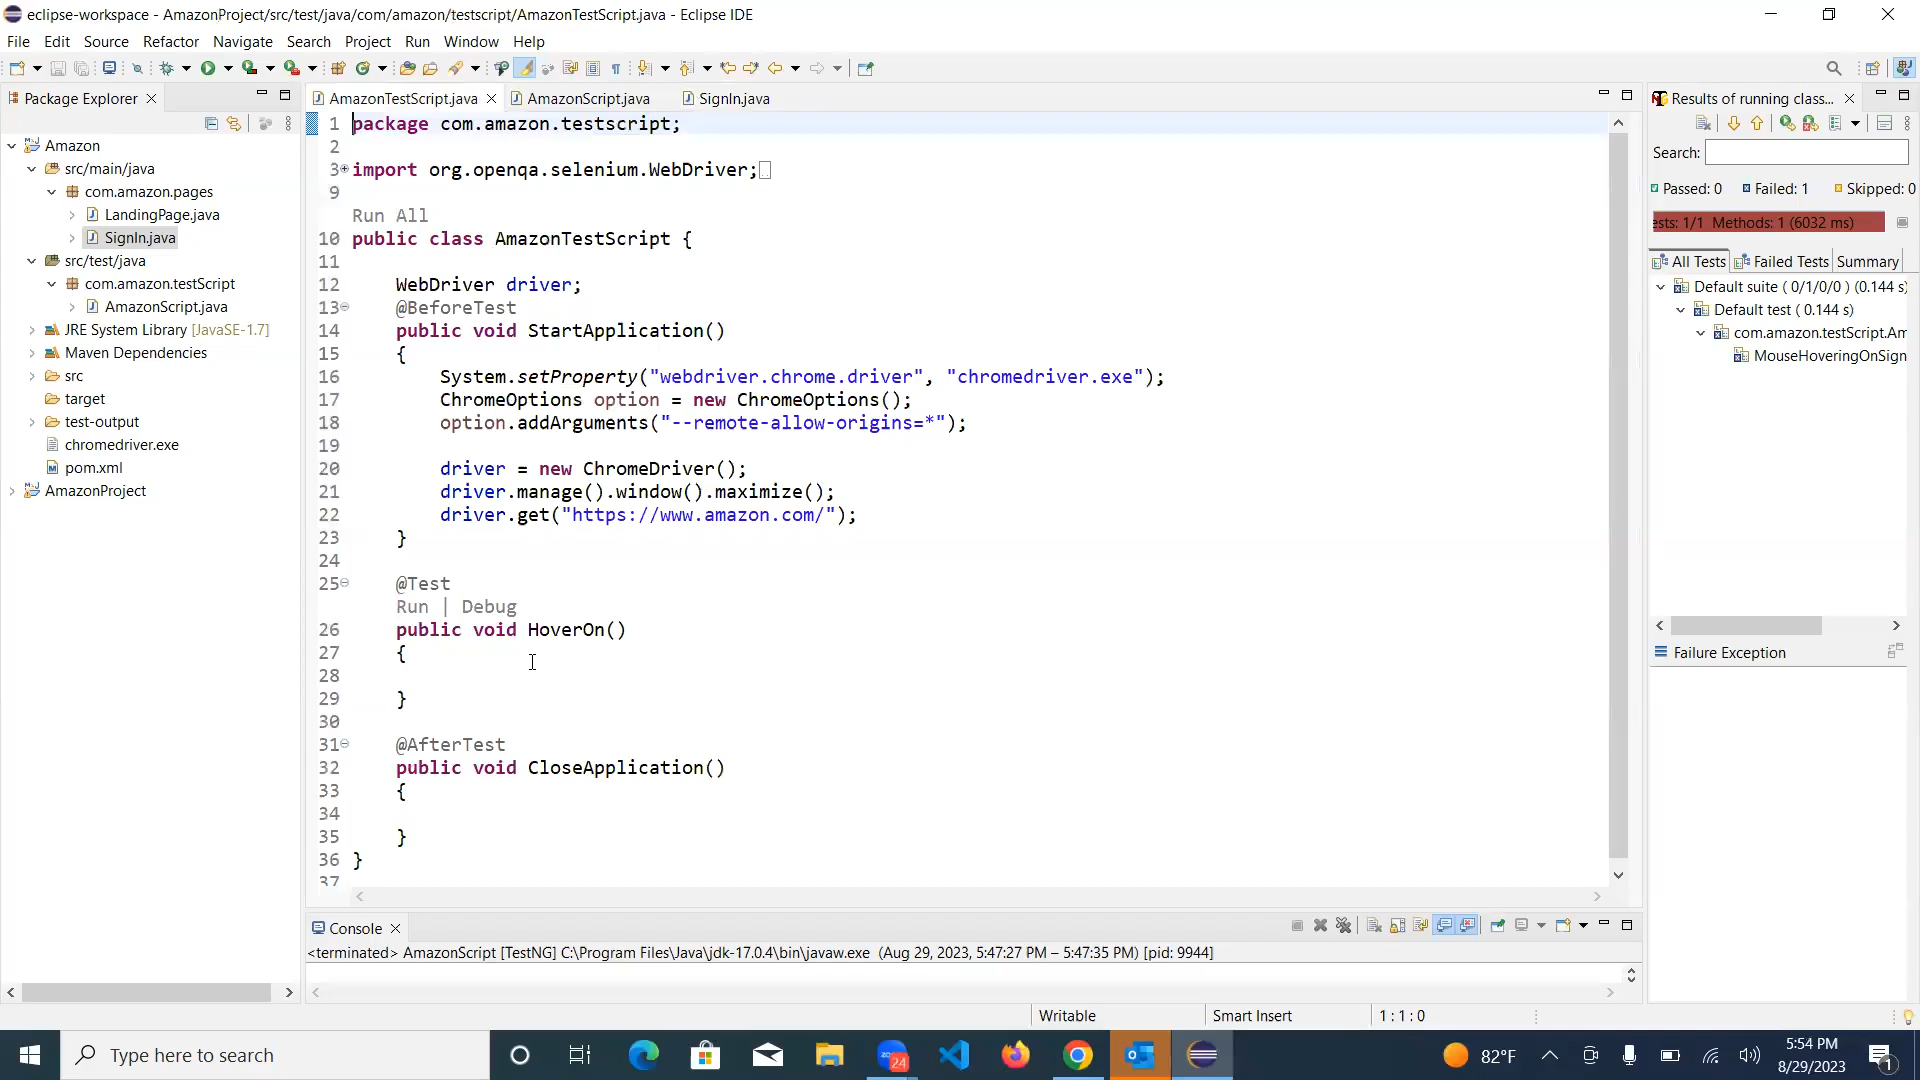 eclipse-workspace - AmazonProject/src/test/java/com/amazon/testscript/AmazonTestScript.java - Eclipse IDE
File Edit Source Refactor Navigate Search Project Run Window Help
Package Explorer
Amazon
src/main/java
com.amazon.pages
LandingPage.java
SignIn.java
src/test/java
com.amazon.testScript
AmazonScript.java
JRE System Library [JavaSE-1.7]
Maven Dependencies
src
target
test-output
chromedriver.exe
pom.xml
AmazonProject
AmazonTestScript.java AmazonScript.java SignIn.java
1 package com.amazon.testscript;
2
3 import org.openqa.selenium.WebDriver;
9
Run All
10 public class AmazonTestScript {
11
12 WebDriver driver;
13 @BeforeTest
14 public void StartApplication()
15 {
16 System.setProperty("webdriver.chrome.driver", "chromedriver.exe");
17 ChromeOptions option = new ChromeOptions();
18 option.addArguments("--remote-allow-origins=*");
19
20 driver = new ChromeDriver();
21 driver.manage().window().maximize();
22 driver.get("https://www.amazon.com/");
23 }
24
25 @Test
Run | Debug
26 public void HoverOn()
27 {
28
29 }
30
31 @AfterTest
32 public void CloseApplication()
33 {
34
35 }
36 }
37
Results of running class...
Search:
Passed: 0 Failed: 1 Skipped: 0
ests: 1/1 Methods: 1 (6032 ms)
All Tests Failed Tests Summary
Default suite ( 0/1/0/0 ) (0.144 s)
Default test ( 0.144 s)
com.amazon.testScript.Am
MouseHoveringOnSign
Failure Exception
Console
<terminated> AmazonScript [TestNG] C:\Program Files\Java\jdk-17.0.4\bin\javaw.exe (Aug 29, 2023, 5:47:27 PM – 5:47:35 PM) [pid: 9944]
Writable Smart Insert 1 : 1 : 0
Type here to search
24
82°F
5:54 PM
8/29/2023
1